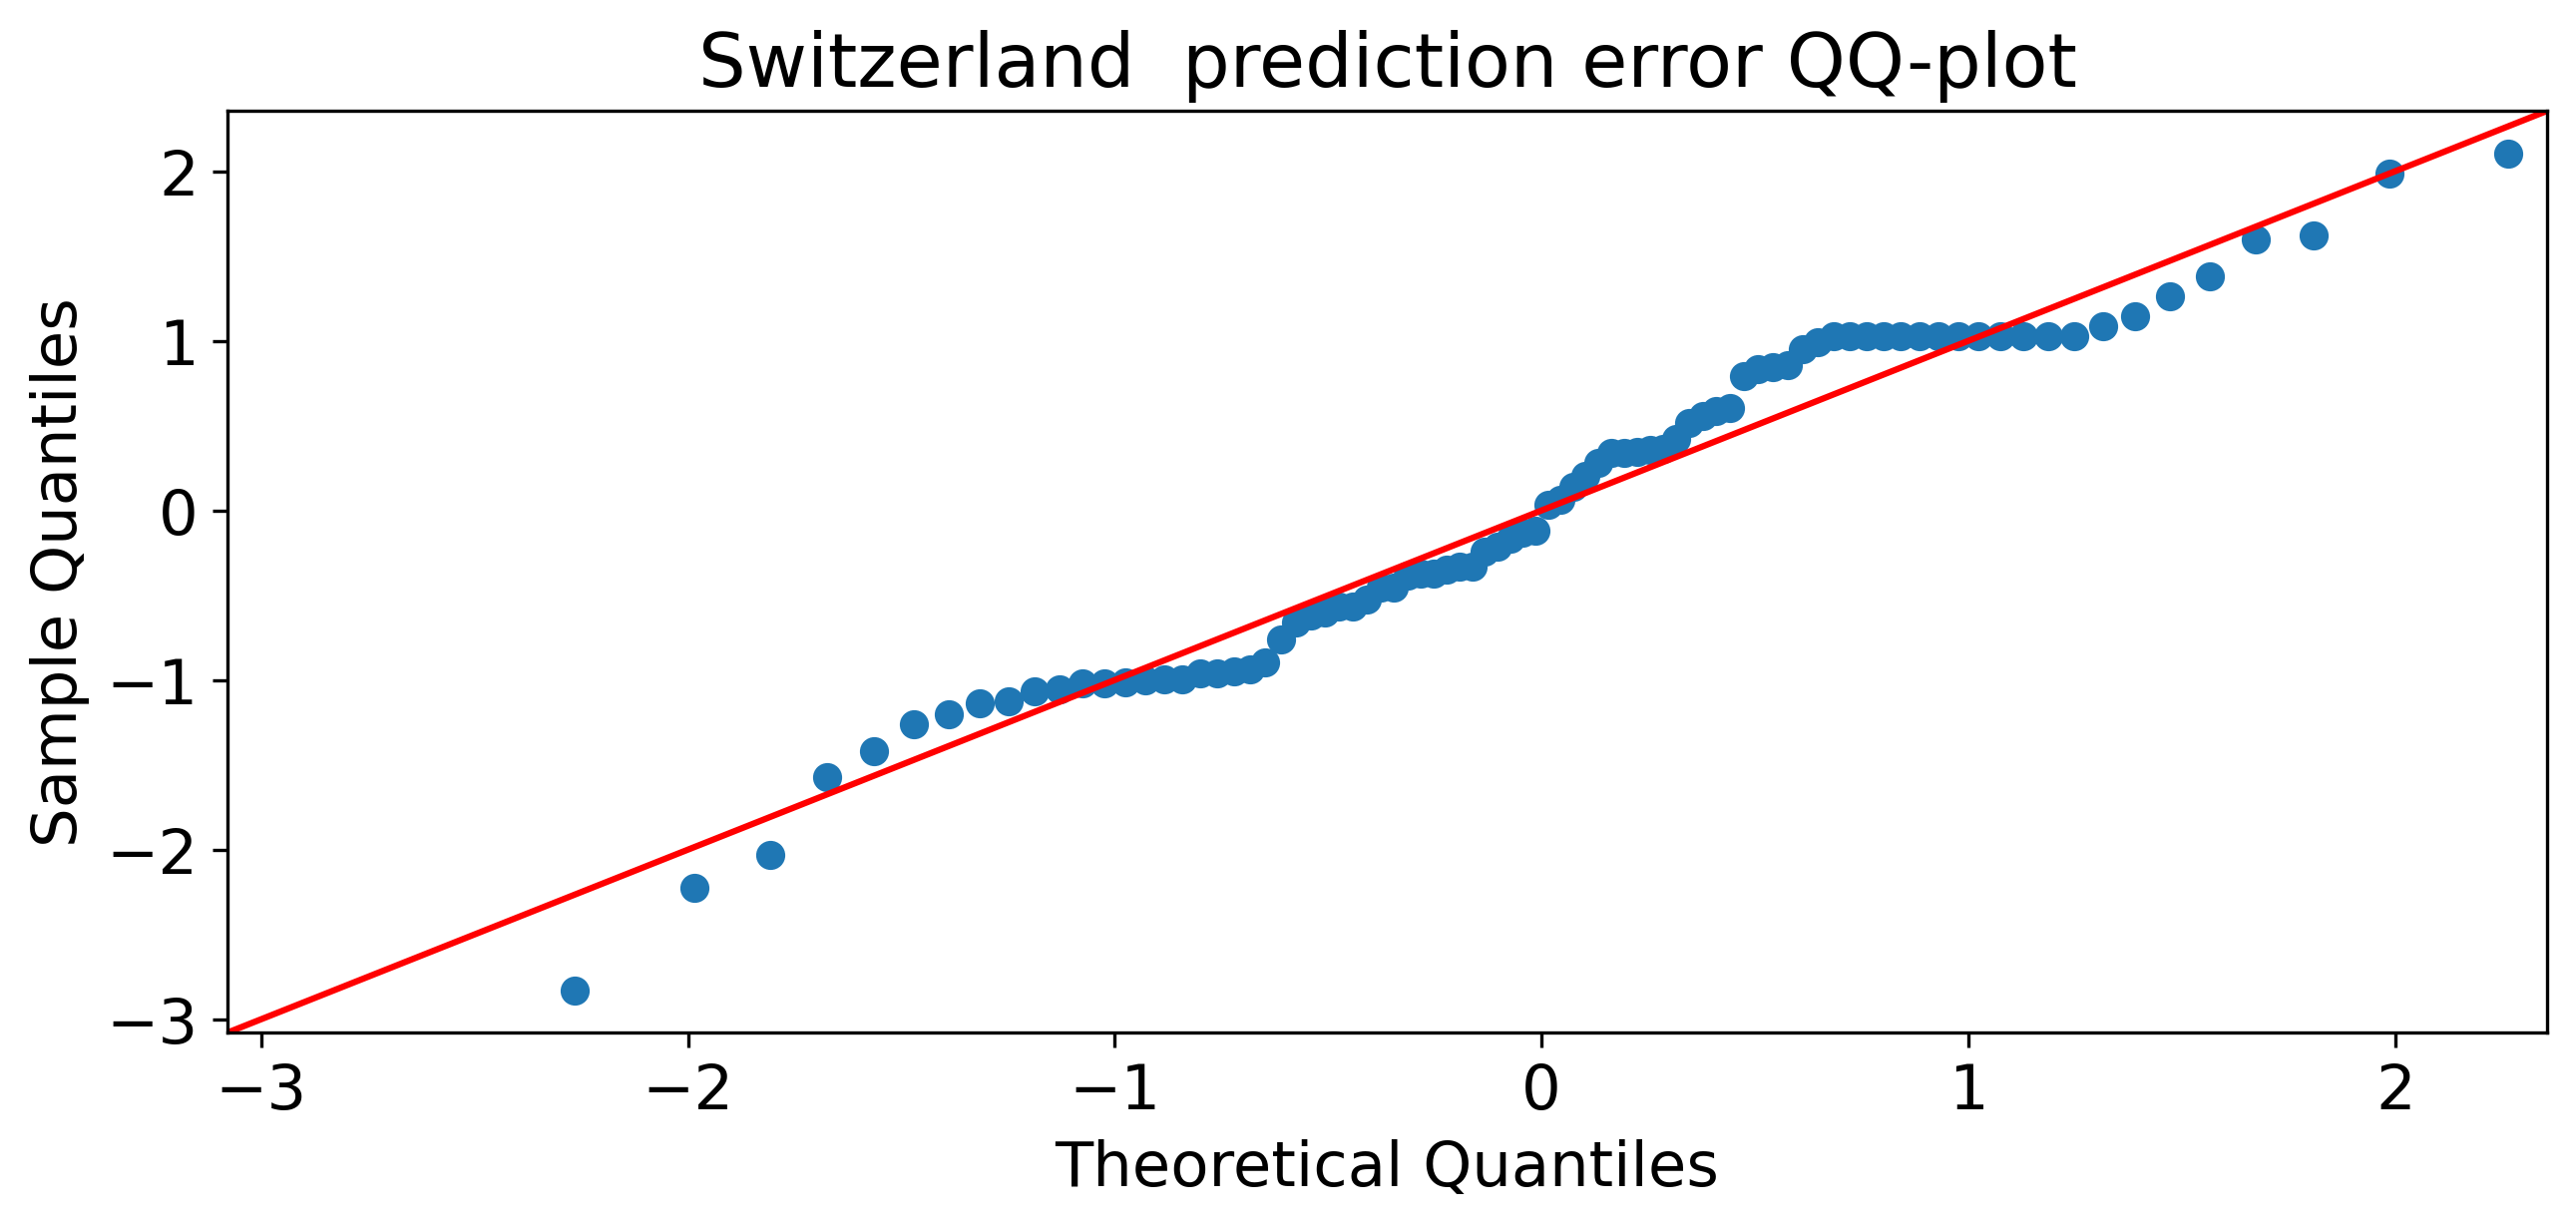 Switzerland  prediction error QQ-plot
2
1
0
−1
−2
−3
Sample Quantiles
−3 −2 −1 0 1 2
Theoretical Quantiles